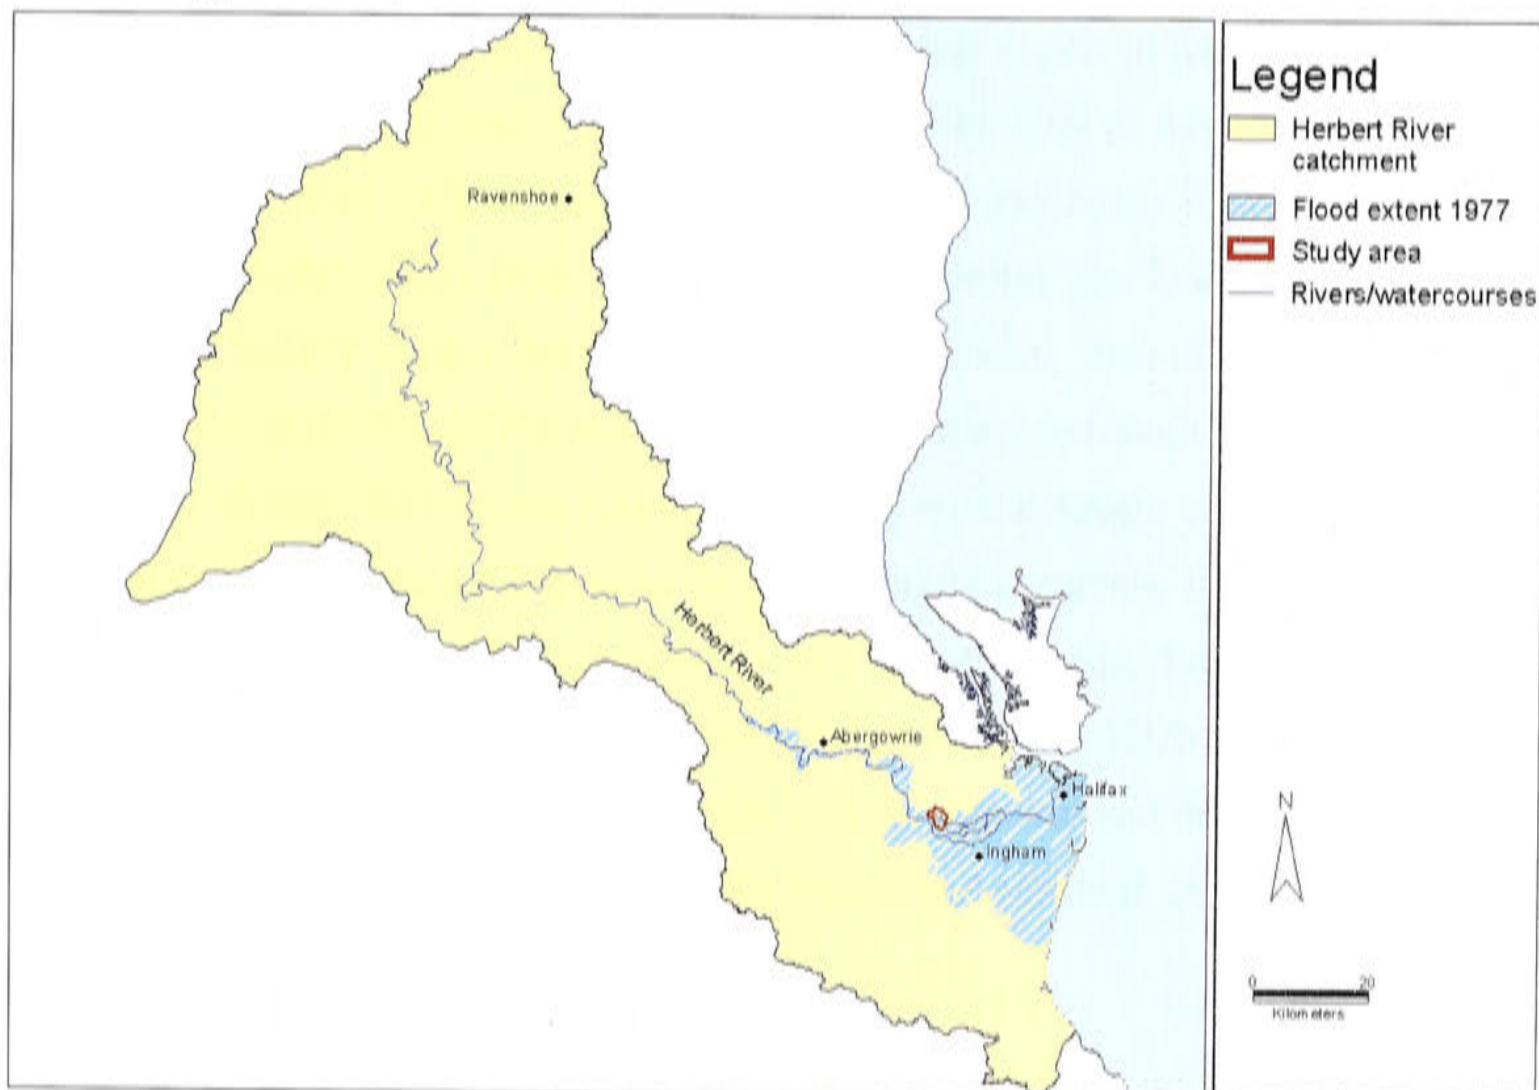 Legend
Herbert River
catchment
Flood extent 1977
Study area
Rivers/watercourses
Ravenshoe
Herbert River
Abergowrie
Halifax
Ingham
N
0 20
Kilometers